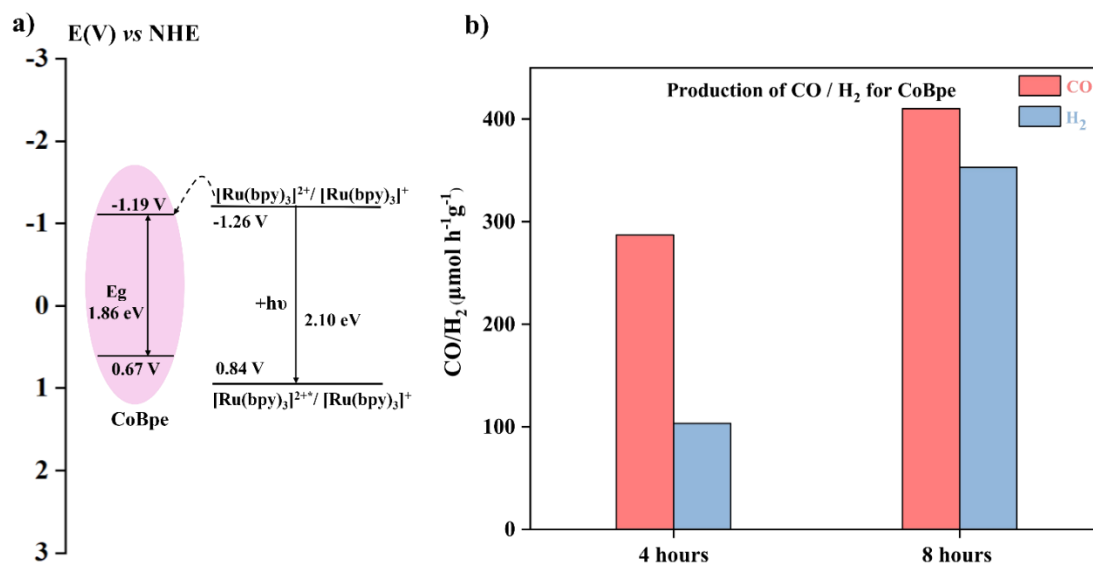 a)
E(V) vs NHE
-3
-2
-1
0
1
2
3
-1.19 V
Eg
1.86 eV
0.67 V
CoBpe
[Ru(bpy)₃]²⁺/ [Ru(bpy)₃]⁺
-1.26 V
+hυ
2.10 eV
0.84 V
[Ru(bpy)₃]²⁺*/ [Ru(bpy)₃]⁺
b)
Production of CO / H₂ for CoBpe
CO
H₂
CO/H₂ (μmol h⁻¹g⁻¹)
400
300
200
100
0
4 hours
8 hours